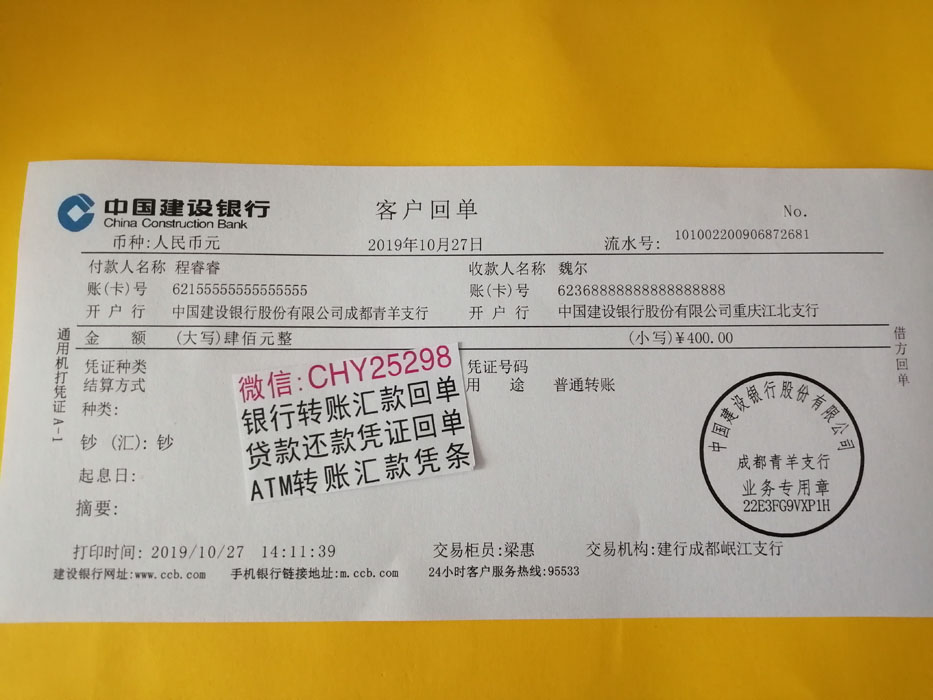 中国建设银行
China Construction Bank
客户回单
No.
币种:人民币元
2019年10月27日
流水号: 101002200906872681
付款人名称 程睿睿
收款人名称 魏尔
账(卡)号 62155555555555555
账(卡)号 6236888888888888888
开户行 中国建设银行股份有限公司成都青羊支行
开户行 中国建设银行股份有限公司重庆江北支行
金额 (大写)肆佰元整
(小写)¥400.00
凭证种类
凭证号码
结算方式
用途 普通转账
种类:
钞(汇): 钞
起息日:
摘要:
微信:CHY25298
银行转账汇款回单
贷款还款凭证回单
ATM转账汇款凭条
中国建设银行股份有限公司
成都青羊支行
业务专用章
22E3FG9VXP1H
通用机打凭证 A-1
借方回单
打印时间: 2019/10/27 14:11:39
交易柜员:梁惠
交易机构:建行成都岷江支行
建设银行网址:www.ccb.com
手机银行链接地址:m.ccb.com
24小时客户服务热线:95533